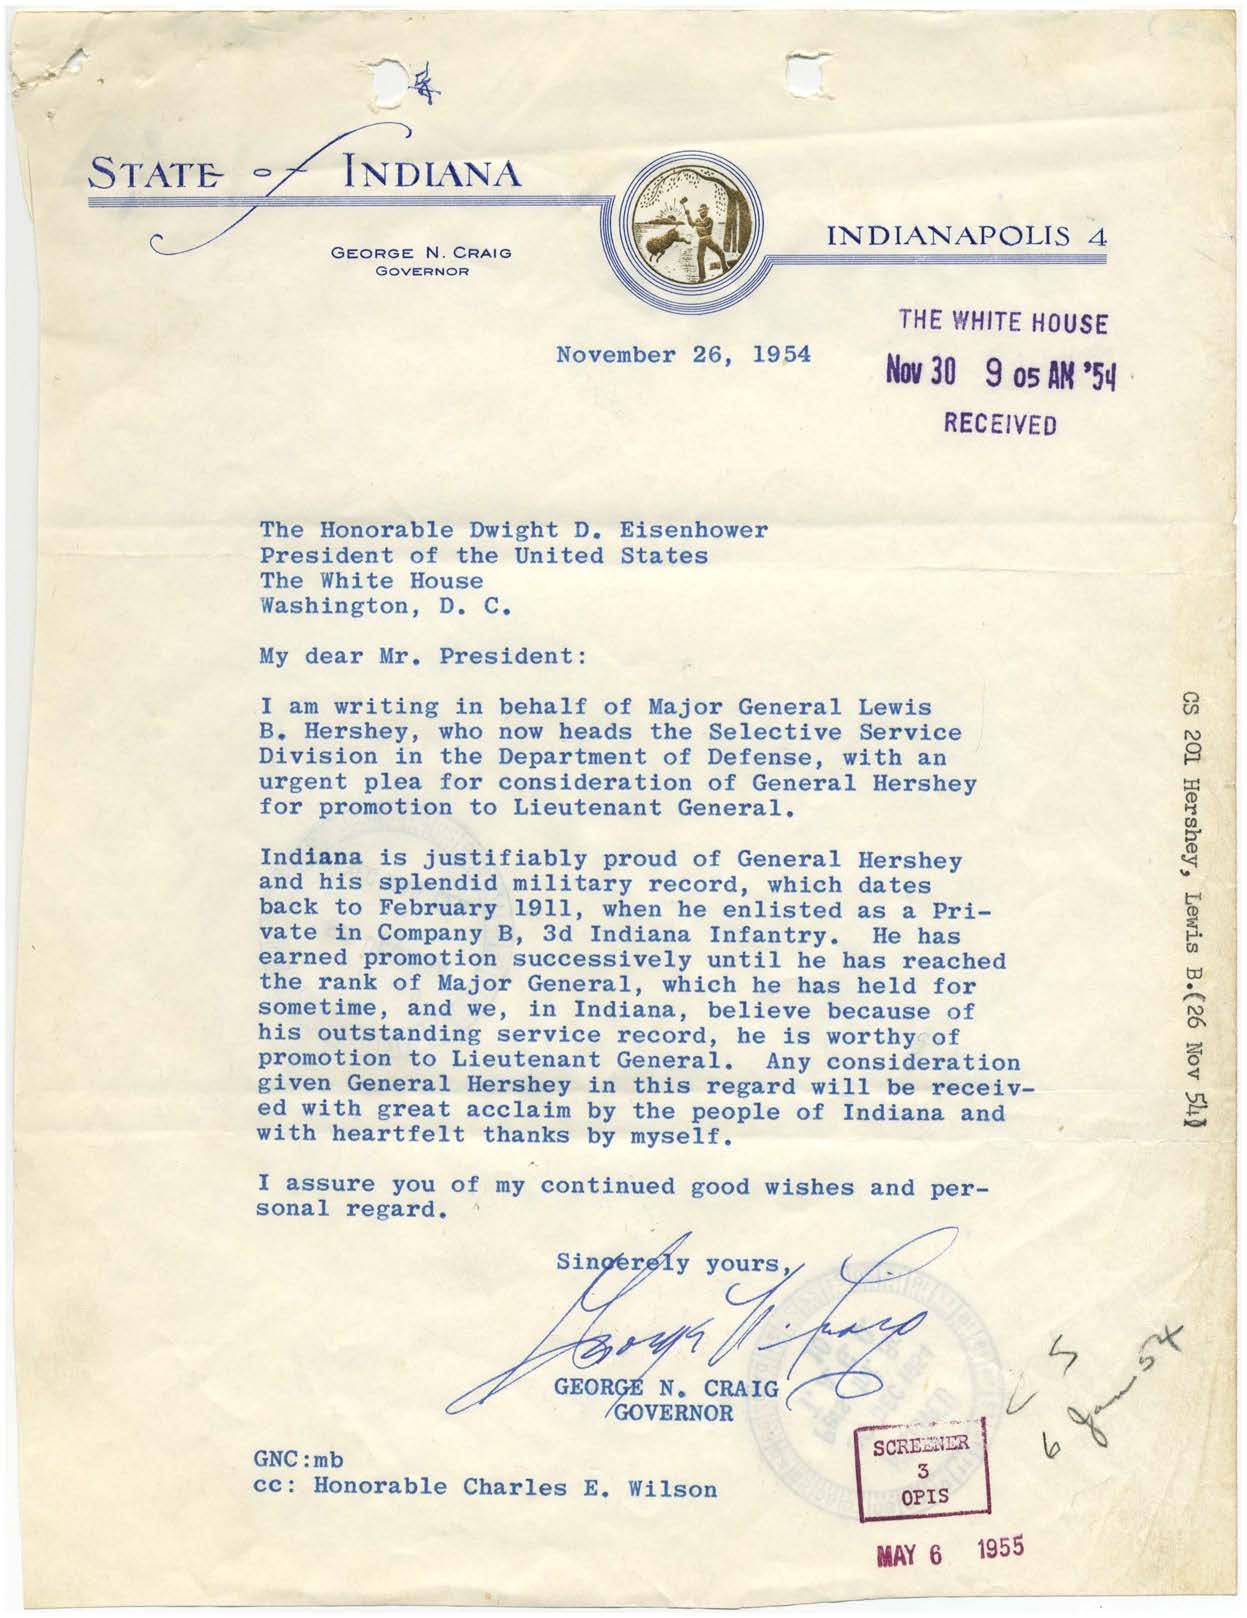 STATE of INDIANA
GEORGE N. CRAIG
GOVERNOR
INDIANAPOLIS 4
THE WHITE HOUSE
NOV 30 9 05 AM '54
RECEIVED
November 26, 1954
The Honorable Dwight D. Eisenhower
President of the United States
The White House
Washington, D. C.
My dear Mr. President:
I am writing in behalf of Major General Lewis
B. Hershey, who now heads the Selective Service
Division in the Department of Defense, with an
urgent plea for consideration of General Hershey
for promotion to Lieutenant General.
Indiana is justifiably proud of General Hershey
and his splendid military record, which dates
back to February 1911, when he enlisted as a Pri-
vate in Company B, 3d Indiana Infantry. He has
earned promotion successively until he has reached
the rank of Major General, which he has held for
sometime, and we, in Indiana, believe because of
his outstanding service record, he is worthy of
promotion to Lieutenant General. Any consideration
given General Hershey in this regard will be receiv-
ed with great acclaim by the people of Indiana and
with heartfelt thanks by myself.
I assure you of my continued good wishes and per-
sonal regard.
Sincerely yours,
George N. Craig
GEORGE N. CRAIG
GOVERNOR
GNC:mb
cc: Honorable Charles E. Wilson
SCREENER
3
OPIS
MAY 6 1955
CS
6 Jan 54
CS 201 Hershey, Lewis B.(26 Nov 54)